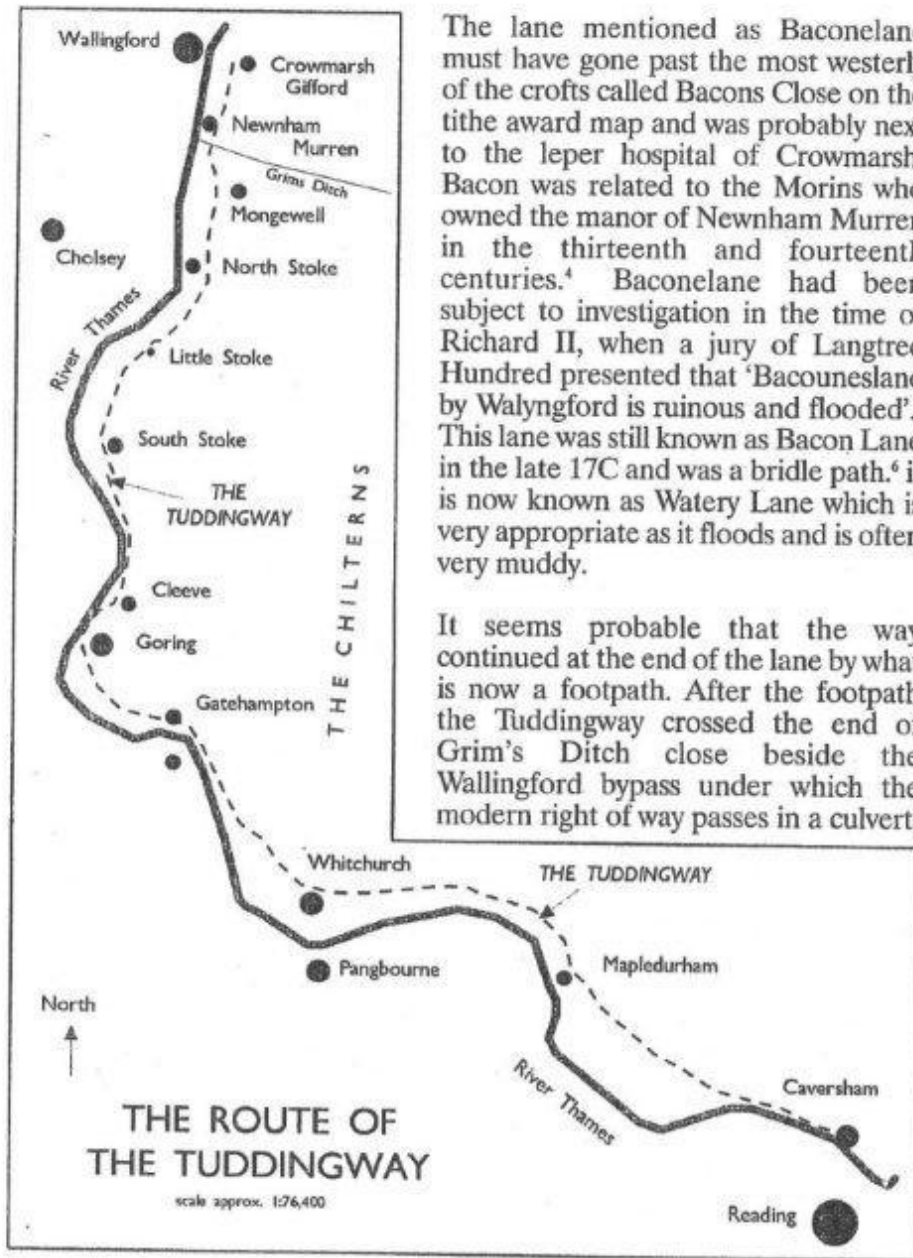 The lane mentioned as Baconelan
must have gone past the most westerl
of the crofts called Bacons Close on the
tithe award map and was probably nex
to the leper hospital of Crowmarsh
Bacon was related to the Morins who
owned the manor of Newnham Murren
in the thirteenth and fourteenth
centuries.⁴ Baconelane had been
subject to investigation in the time of
Richard II, when a jury of Langtree
Hundred presented that ‘Bacouneslane
by Walyngford is ruinous and flooded’.
This lane was still known as Bacon Lane
in the late 17C and was a bridle path.⁶ i
is now known as Watery Lane which i
very appropriate as it floods and is often
very muddy.
It seems probable that the way
continued at the end of the lane by wha
is now a footpath. After the footpath
the Tuddingway crossed the end of
Grim's Ditch close beside the
Wallingford bypass under which the
modern right of way passes in a culvert
Wallingford
Crowmarsh
Gifford
Newnham
Murren
Grims Ditch
Mongewell
Cholsey
North Stoke
River Thames
Little Stoke
South Stoke
THE
TUDDINGWAY
THE CHILTERNS
Cleeve
Goring
Gatehampton
Whitchurch
THE TUDDINGWAY
Pangbourne
Mapledurham
North
River Thames
Caversham
THE ROUTE OF
THE TUDDINGWAY
scale approx. 1:76,400
Reading